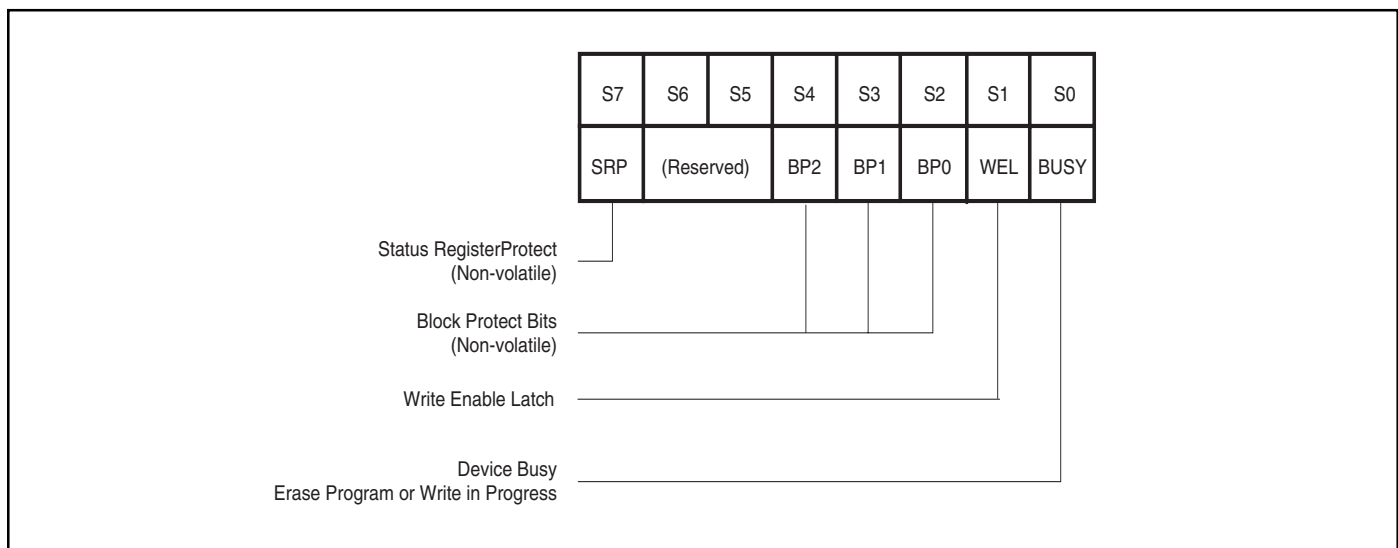 S7 S6 S5 S4 S3 S2 S1 S0
SRP (Reserved) BP2 BP1 BP0 WEL BUSY
Status RegisterProtect
(Non-volatile)
Block Protect Bits
(Non-volatile)
Write Enable Latch
Device Busy
Erase Program or Write in Progress